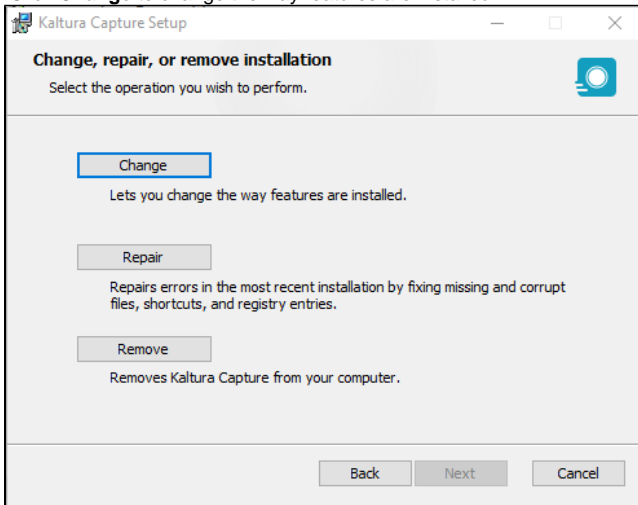 Kaltura Capture Setup
Change, repair, or remove installation
Select the operation you wish to perform.
Change
Lets you change the way features are installed.
Repair
Repairs errors in the most recent installation by fixing missing and corrupt
files, shortcuts, and registry entries.
Remove
Removes Kaltura Capture from your computer.
Back Next Cancel